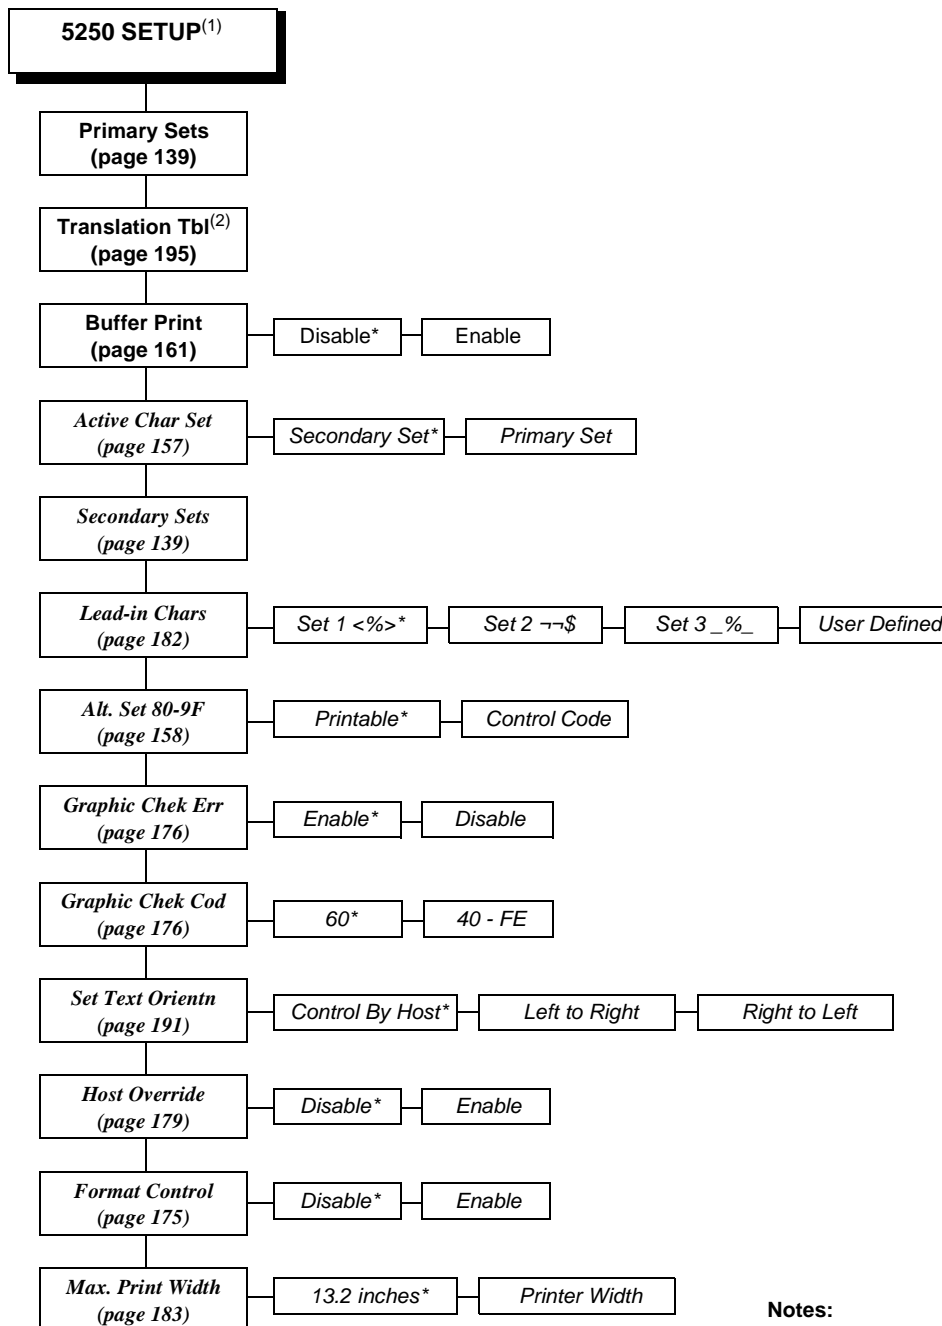 5250 SETUP(1)
Primary Sets
(page 139)
Translation Tbl(2)
(page 195)
Buffer Print
(page 161)
Disable*
Enable
Active Char Set
(page 157)
Secondary Set*
Primary Set
Secondary Sets
(page 139)
Lead-in Chars
(page 182)
Set 1 <%>*
Set 2 ¬¬$
Set 3 _%_
User Defined
Alt. Set 80-9F
(page 158)
Printable*
Control Code
Graphic Chek Err
(page 176)
Enable*
Disable
Graphic Chek Cod
(page 176)
60*
40 - FE
Set Text Orientn
(page 191)
Control By Host*
Left to Right
Right to Left
Host Override
(page 179)
Disable*
Enable
Format Control
(page 175)
Disable*
Enable
Max. Print Width
(page 183)
13.2 inches*
Printer Width
Notes: